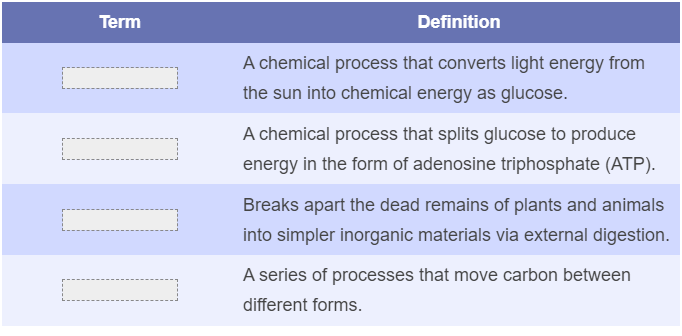 Term Definition
A chemical process that converts light energy from
the sun into chemical energy as glucose.
A chemical process that splits glucose to produce
energy in the form of adenosine triphosphate (ATP).
Breaks apart the dead remains of plants and animals
into simpler inorganic materials via external digestion.
A series of processes that move carbon between
different forms.